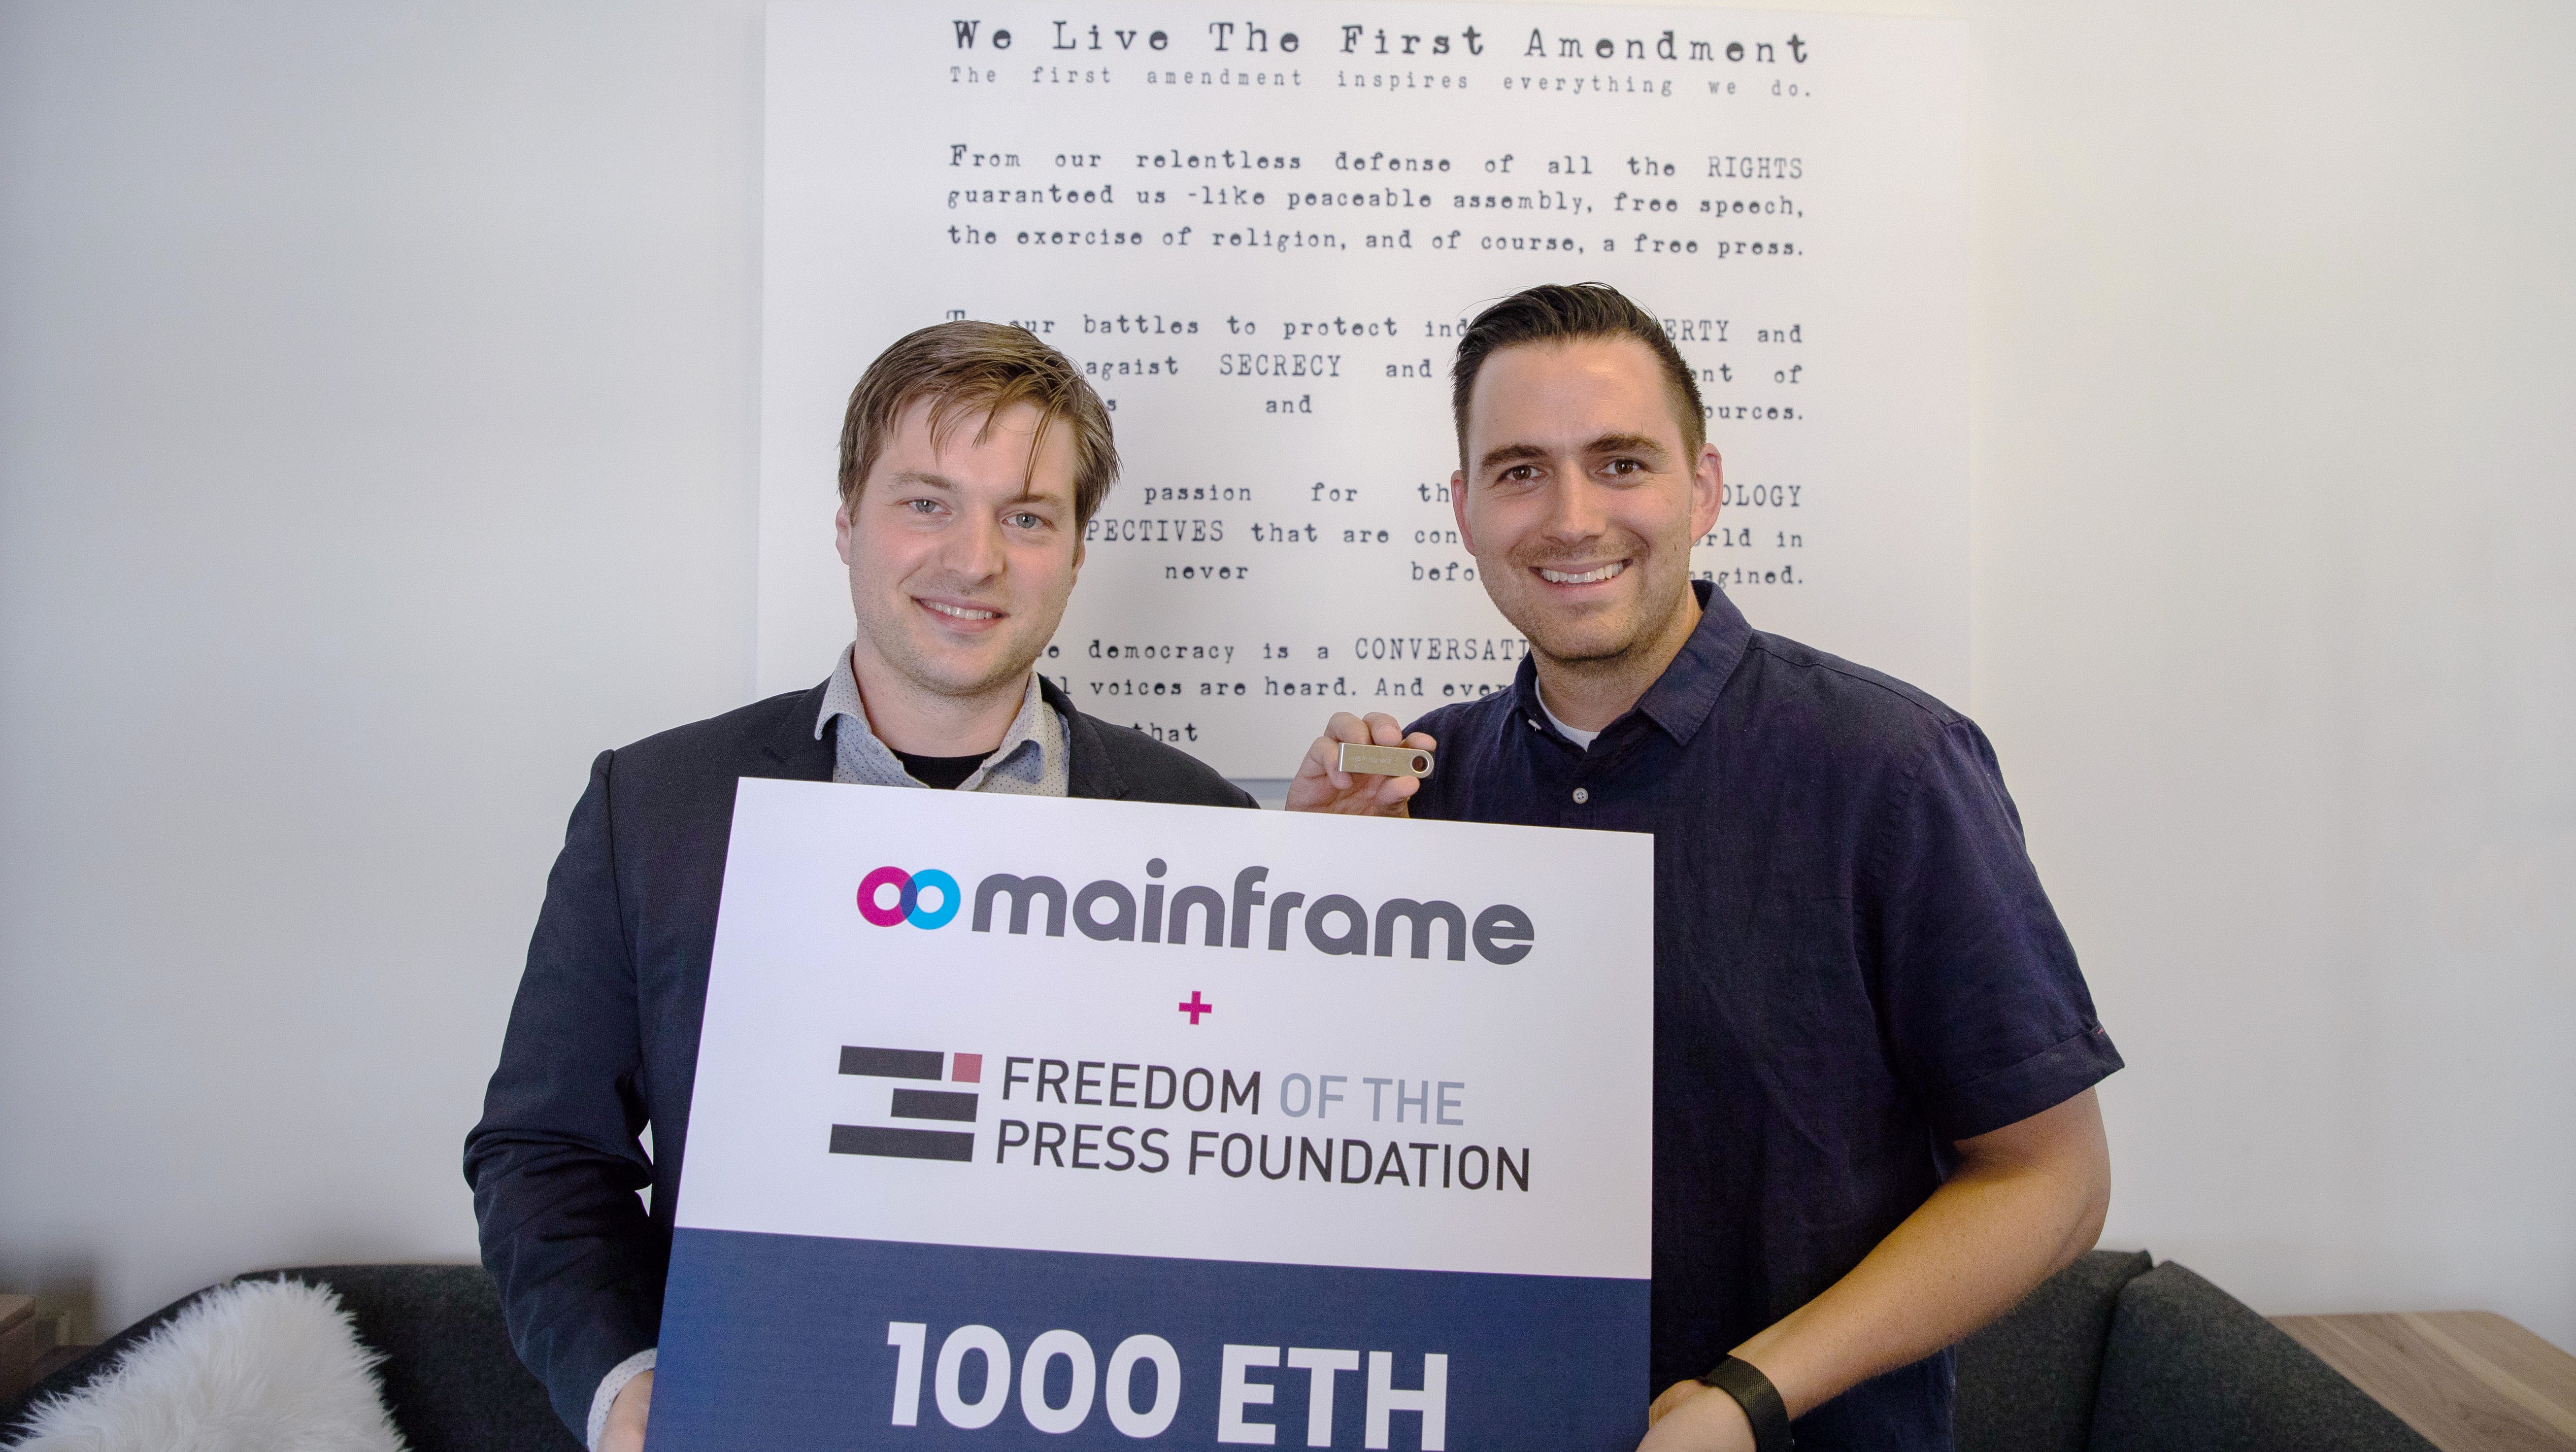 We Live The First Amendment
The first amendment inspires everything we do.
From our relentless defense of all the RIGHTS
guaranteed us -like peaceable assembly, free speech,
the exercise of religion, and of course, a free press.
our battles to protect and
agaist SECRECY and of
and
passion for
that are con in
never
democracy is a
voices are heard. And
that
mainframe
+
FREEDOM OF THE
PRESS FOUNDATION
1000 ETH